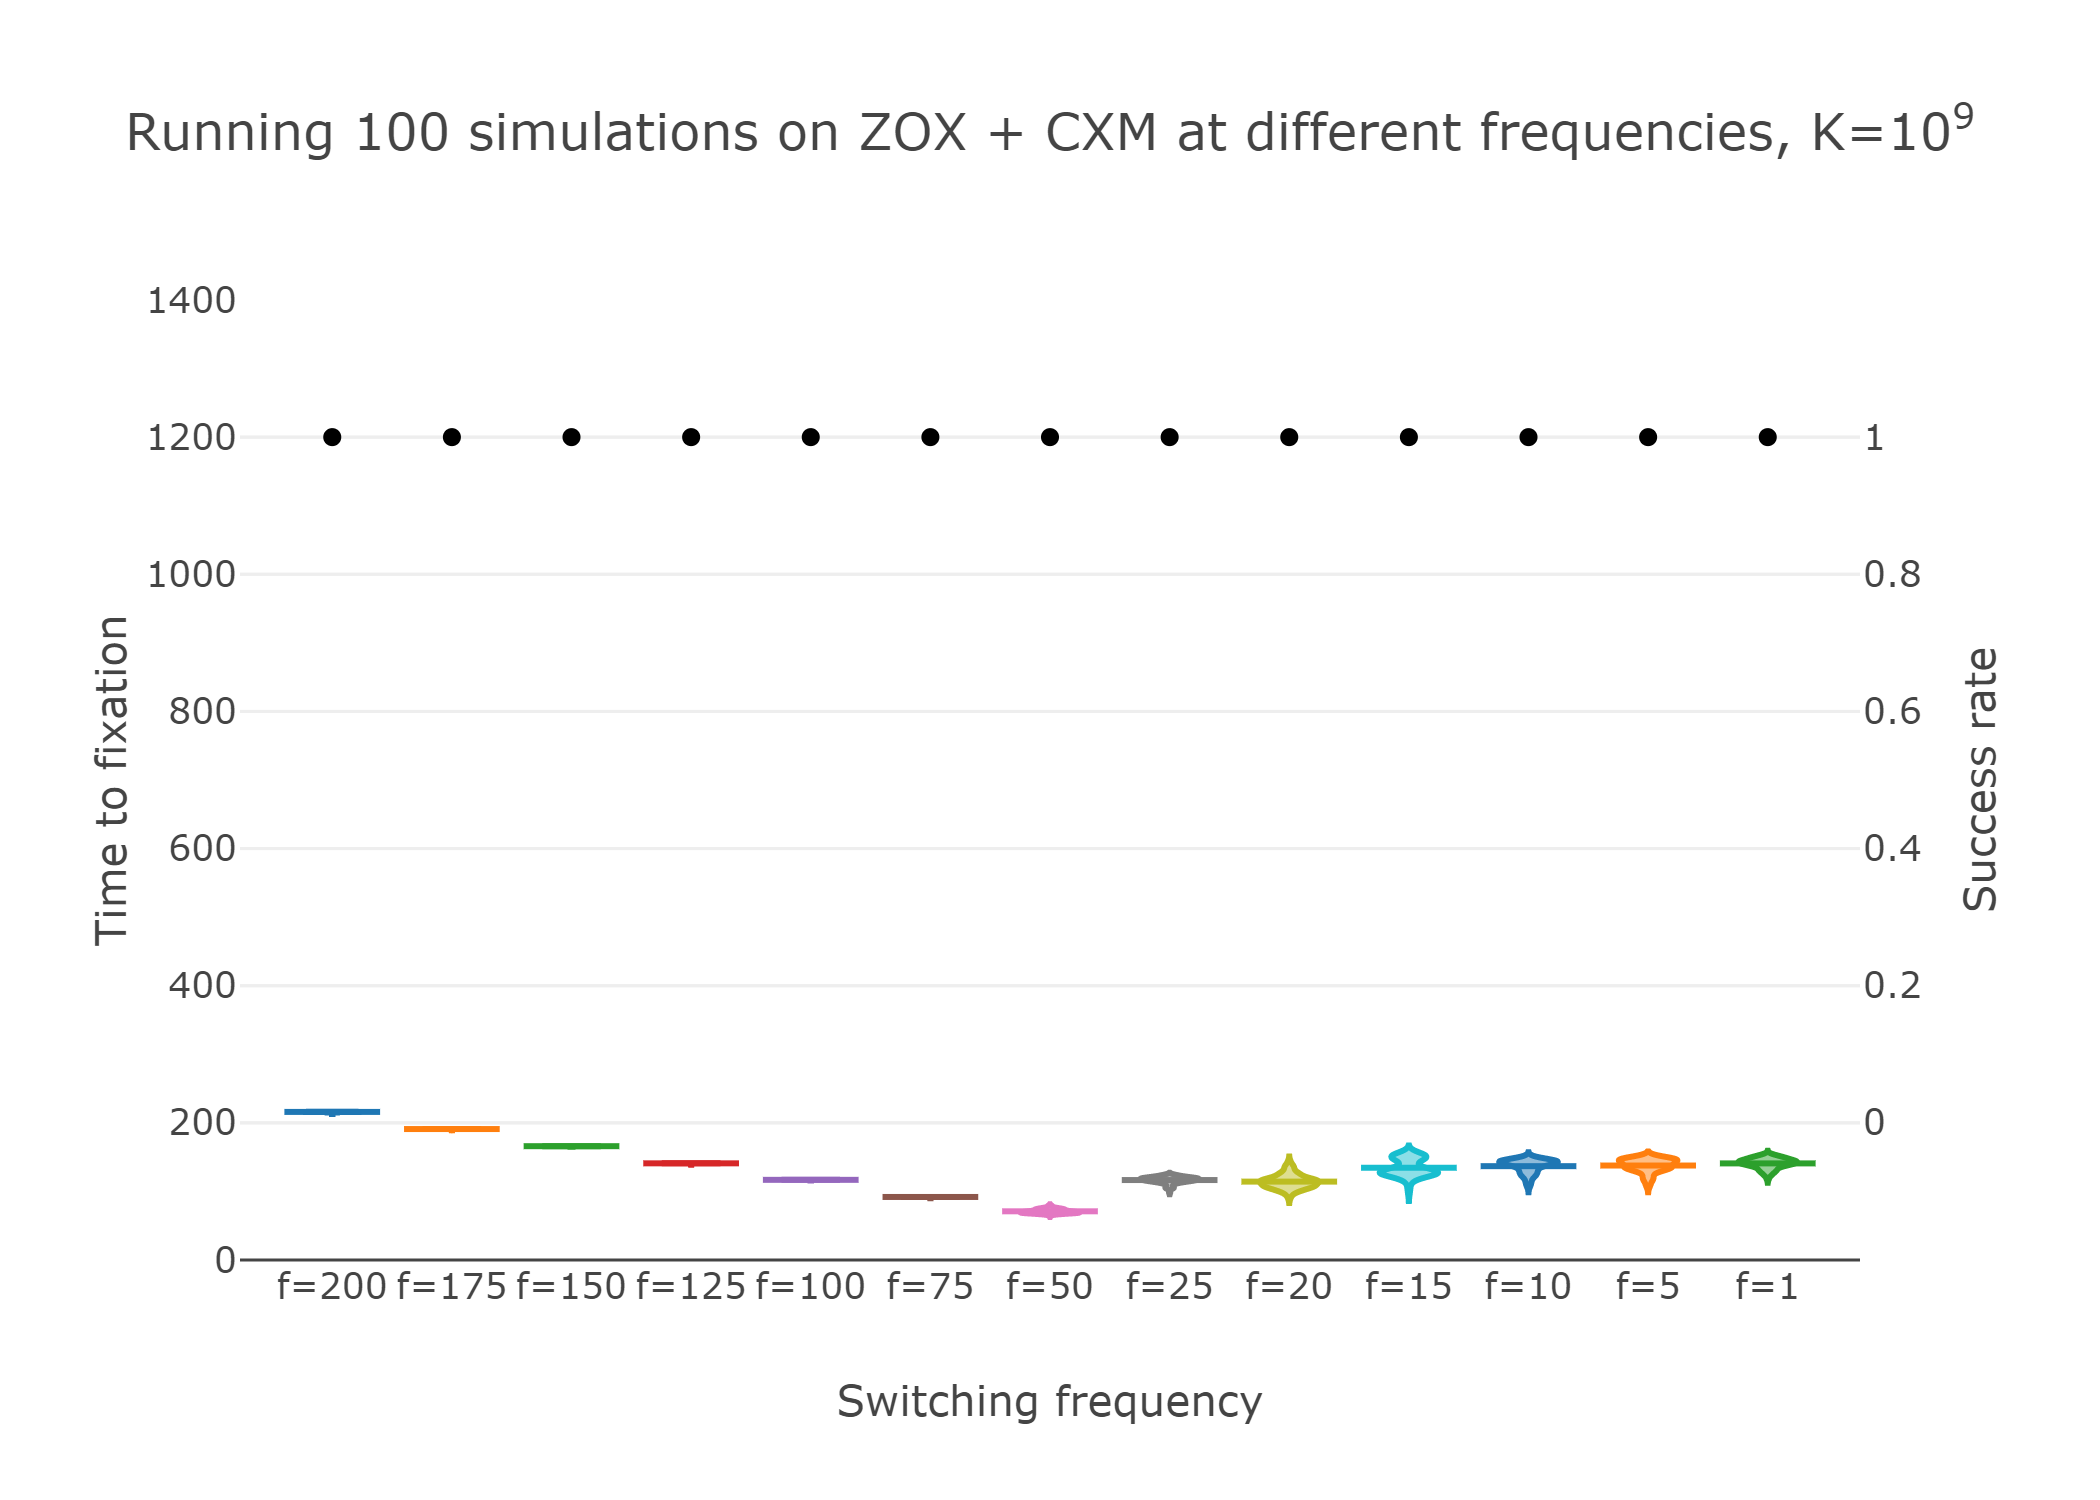 Running 100 simulations on ZOX + CXM at different frequencies, K=10⁹
1400
1200
1000
800
600
400
200
0
Time to fixation
1
0.8
0.6
0.4
0.2
0
Success rate
f=200 f=175 f=150 f=125 f=100 f=75 f=50 f=25 f=20 f=15 f=10 f=5 f=1
Switching frequency